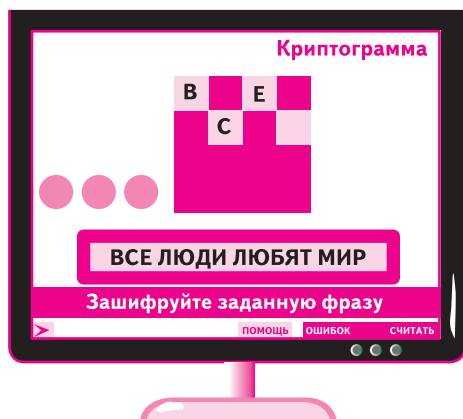 Криптограмма
В Е
С
ВСЕ ЛЮДИ ЛЮБЯТ МИР
Зашифруйте заданную фразу
ПОМОЩЬ ОШИБОК СЧИТАТЬ